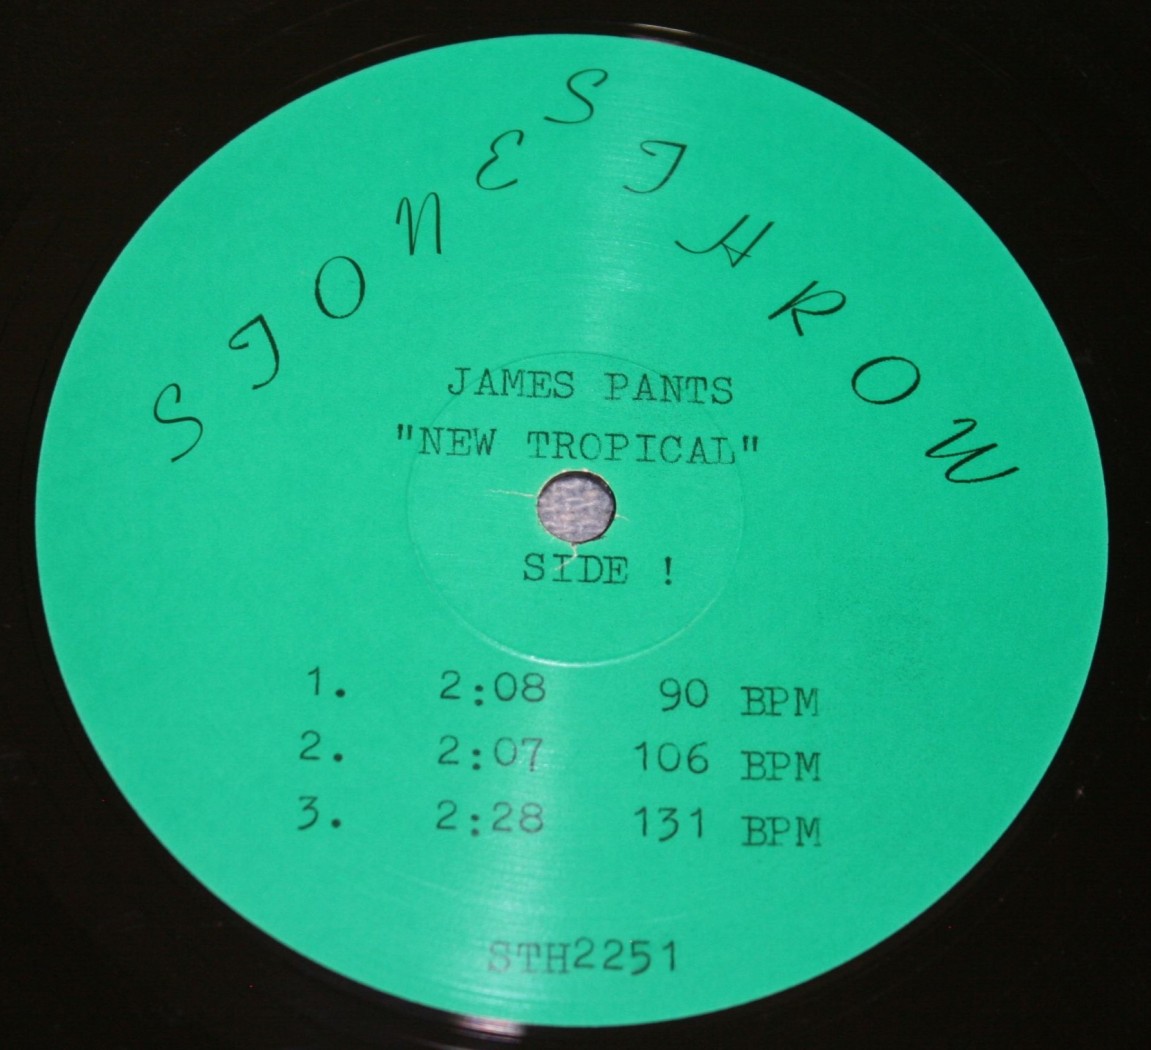 STONES THROW
JAMES PANTS
"NEW TROPICAL"
SIDE !
1. 2:08 90 BPM
2. 2:07 106 BPM
3. 2:28 131 BPM
STH2251